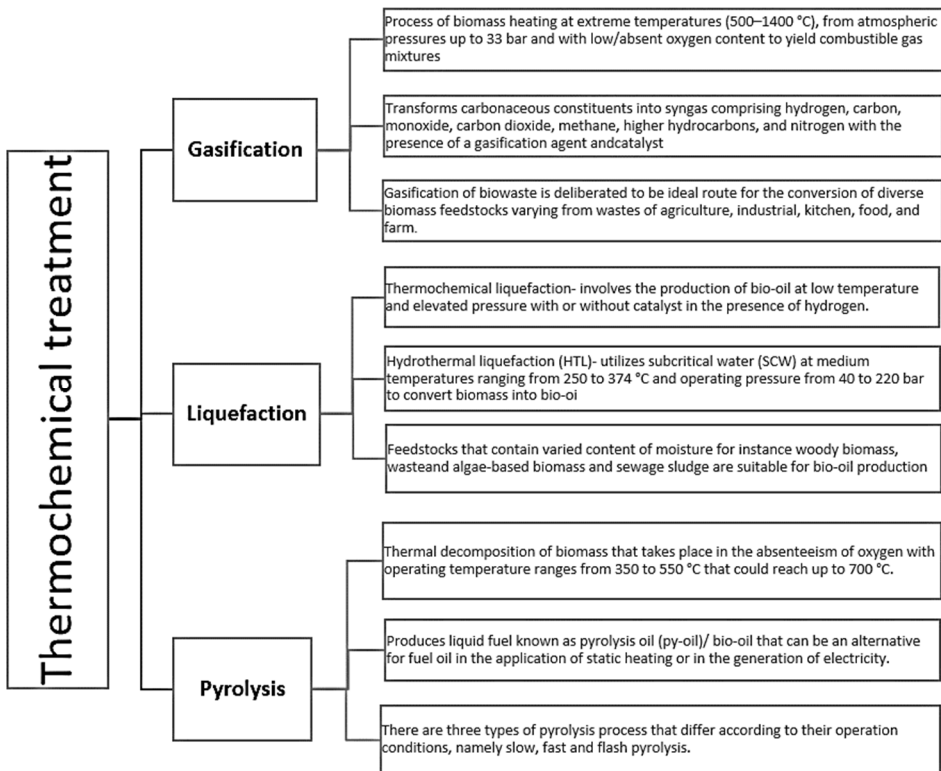 Thermochemical treatment
Gasification
Process of biomass heating at extreme temperatures (500–1400 °C), from atmospheric
pressures up to 33 bar and with low/absent oxygen content to yield combustible gas
mixtures
Transforms carbonaceous constituents into syngas comprising hydrogen, carbon,
monoxide, carbon dioxide, methane, higher hydrocarbons, and nitrogen with the
presence of a gasification agent andcatalyst
Gasification of biowaste is deliberated to be ideal route for the conversion of diverse
biomass feedstocks varying from wastes of agriculture, industrial, kitchen, food, and
farm.
Liquefaction
Thermochemical liquefaction- involves the production of bio-oil at low temperature
and elevated pressure with or without catalyst in the presence of hydrogen.
Hydrothermal liquefaction (HTL)- utilizes subcritical water (SCW) at medium
temperatures ranging from 250 to 374 °C and operating pressure from 40 to 220 bar
to convert biomass into bio-oi
Feedstocks that contain varied content of moisture for instance woody biomass,
wasteand algae-based biomass and sewage sludge are suitable for bio-oil production
Pyrolysis
Thermal decomposition of biomass that takes place in the absenteeism of oxygen with
operating temperature ranges from 350 to 550 °C that could reach up to 700 °C.
Produces liquid fuel known as pyrolysis oil (py-oil)/ bio-oil that can be an alternative
for fuel oil in the application of static heating or in the generation of electricity.
There are three types of pyrolysis process that differ according to their operation
conditions, namely slow, fast and flash pyrolysis.